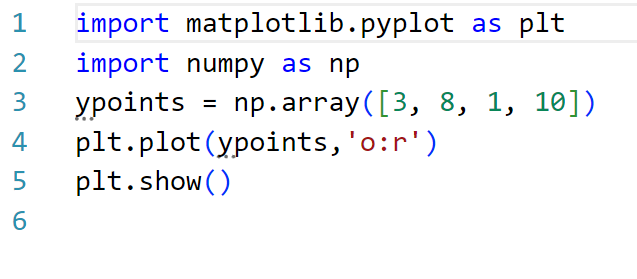 1 import matplotlib.pyplot as plt
2 import numpy as np
3 ypoints = np.array([3, 8, 1, 10])
4 plt.plot(ypoints,'o:r')
5 plt.show()
6